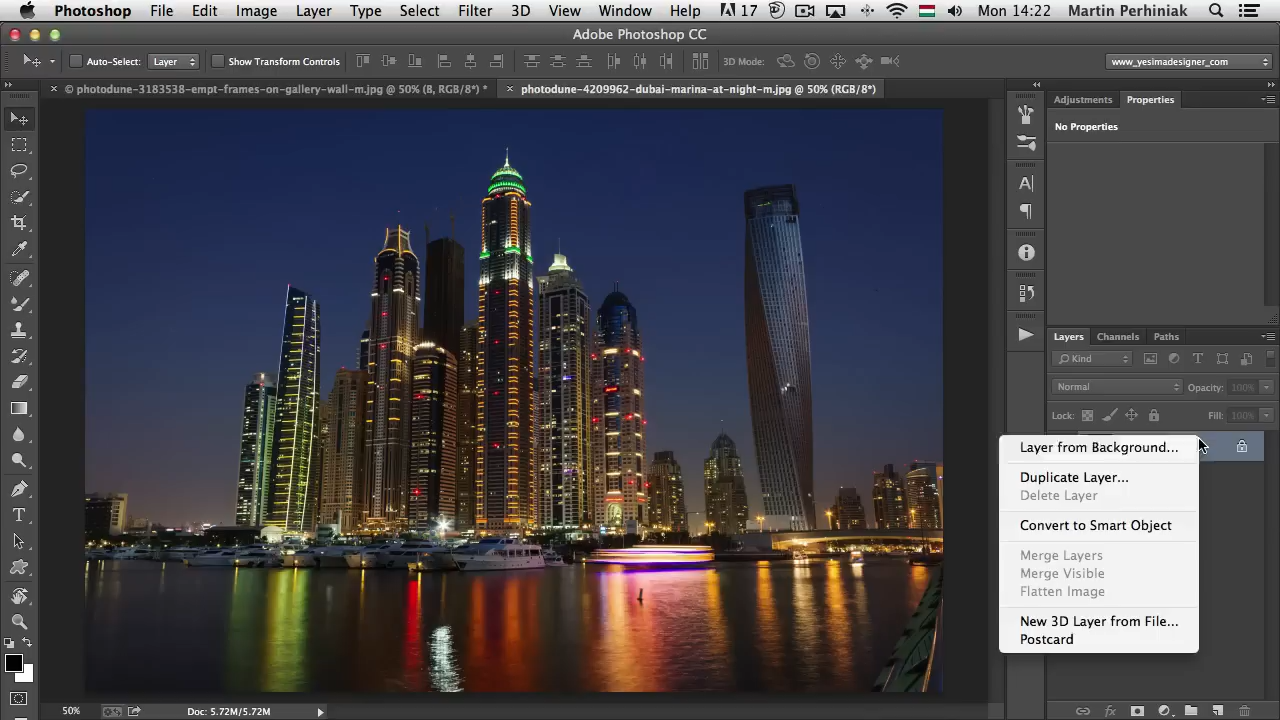 Photoshop File Edit Image Layer Type Select Filter 3D View Window Help 17 Mon 14:22 Martin Perhiniak
Adobe Photoshop CC
Auto-Select: Layer Show Transform Controls 3D Mode: www_yesimadesigner_com
© photodune-3183538-empt-frames-on-gallery-wall-m.jpg @ 50% (B, RGB/8*) * photodune-4209962-dubai-marina-at-night-m.jpg @ 50% (RGB/8*)
Adjustments Properties
No Properties
Layers Channels Paths
Kind
Normal Opacity: 100%
Lock: Fill: 100%
Layer from Background...
Duplicate Layer...
Delete Layer
Convert to Smart Object
Merge Layers
Merge Visible
Flatten Image
New 3D Layer from File...
Postcard
50% Doc: 5.72M/5.72M